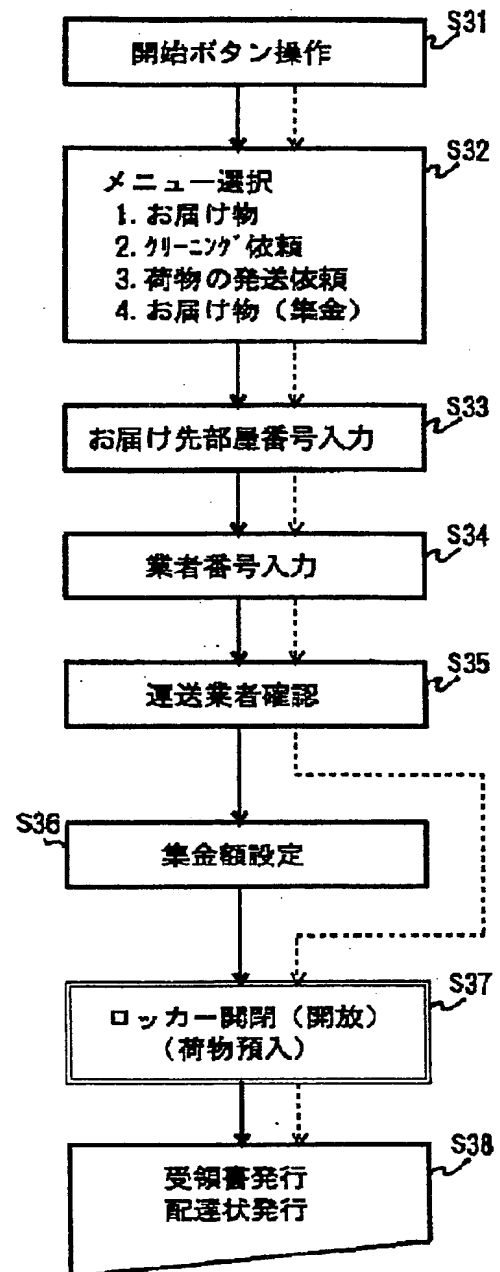 S31
開始ボタン操作
S32
メニュー選択
1. お届け物
2. ｸﾘｰﾆﾝｸﾞ依頼
3. 荷物の発送依頼
4. お届け物（集金）
S33
お届け先部屋番号入力
S34
業者番号入力
S35
運送業者確認
S36
集金額設定
S37
ロッカー開閉（開放）
（荷物預入）
S38
受領書発行
配達状発行